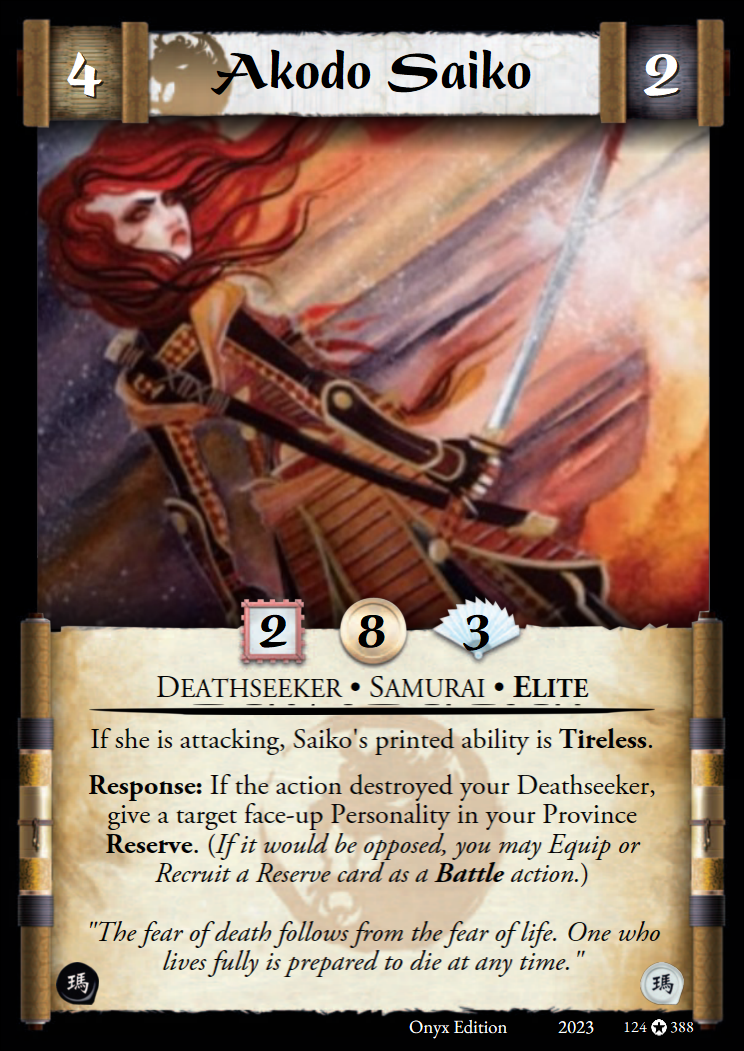 4
Akodo Saiko
2
2
8
3
DEATHSEEKER • SAMURAI • ELITE
If she is attacking, Saiko's printed ability is Tireless.
Response: If the action destroyed your Deathseeker,
give a target face-up Personality in your Province
Reserve. (If it would be opposed, you may Equip or
Recruit a Reserve card as a Battle action.)
"The fear of death follows from the fear of life. One who
lives fully is prepared to die at any time."
瑪
瑪
Onyx Edition 2023 124 ✪ 388